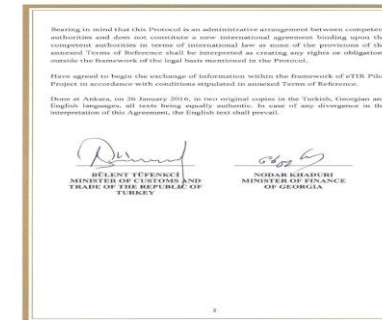 Bearing in mind that this Protocol is an administrative arrangement between competent
authorities and does not constitute a new international agreement binding upon the
competent authorities in terms of international law as none of the provisions of the
annexed Terms of Reference shall be interpreted as creating any rights or obligations
outside the framework of the legal basis mentioned in the Protocol,
Have agreed to begin the exchange of information within the framework of eTIR Pilot
Project in accordance with conditions stipulated in annexed Terms of Reference.
Done at Ankara, on 26 January 2016, in two original copies in the Turkish, Georgian and
English languages, all texts being equally authentic. In case of any divergence in the
interpretation of this Agreement, the English text shall prevail.
BÜLENT TÜFENKCİ
MINISTER OF CUSTOMS AND
TRADE OF THE REPUBLIC OF
TURKEY
NODAR KHADURI
MINISTER OF FINANCE
OF GEORGIA
2